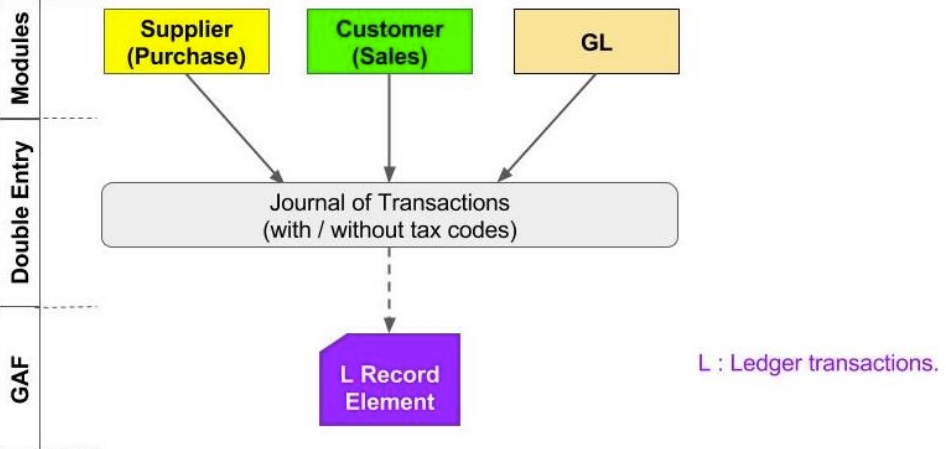 Modules
Supplier
(Purchase)
Customer
(Sales)
GL
Double Entry
Journal of Transactions
(with / without tax codes)
GAF
L Record
Element
L : Ledger transactions.